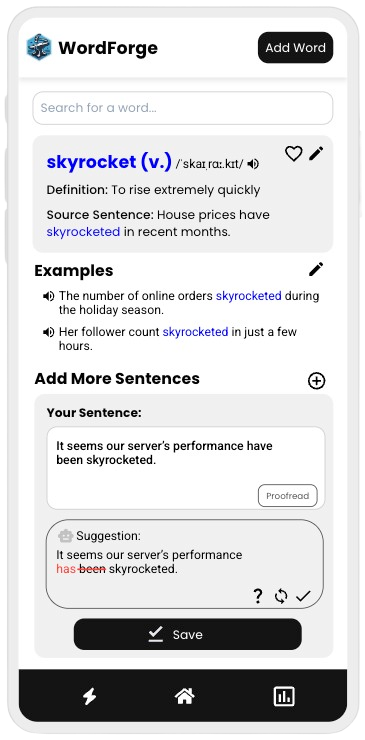 WordForge
Add Word
Search for a word...
skyrocket (v.) /ˈskaɪˌrɑː.kɪt/
Definition: To rise extremely quickly
Source Sentence: House prices have
skyrocketed in recent months.
Examples
The number of online orders skyrocketed during
the holiday season.
Her follower count skyrocketed in just a few
hours.
Add More Sentences
Your Sentence:
It seems our server's performance have
been skyrocketed.
Proofread
Suggestion:
It seems our server's performance
has been skyrocketed.
?
Save